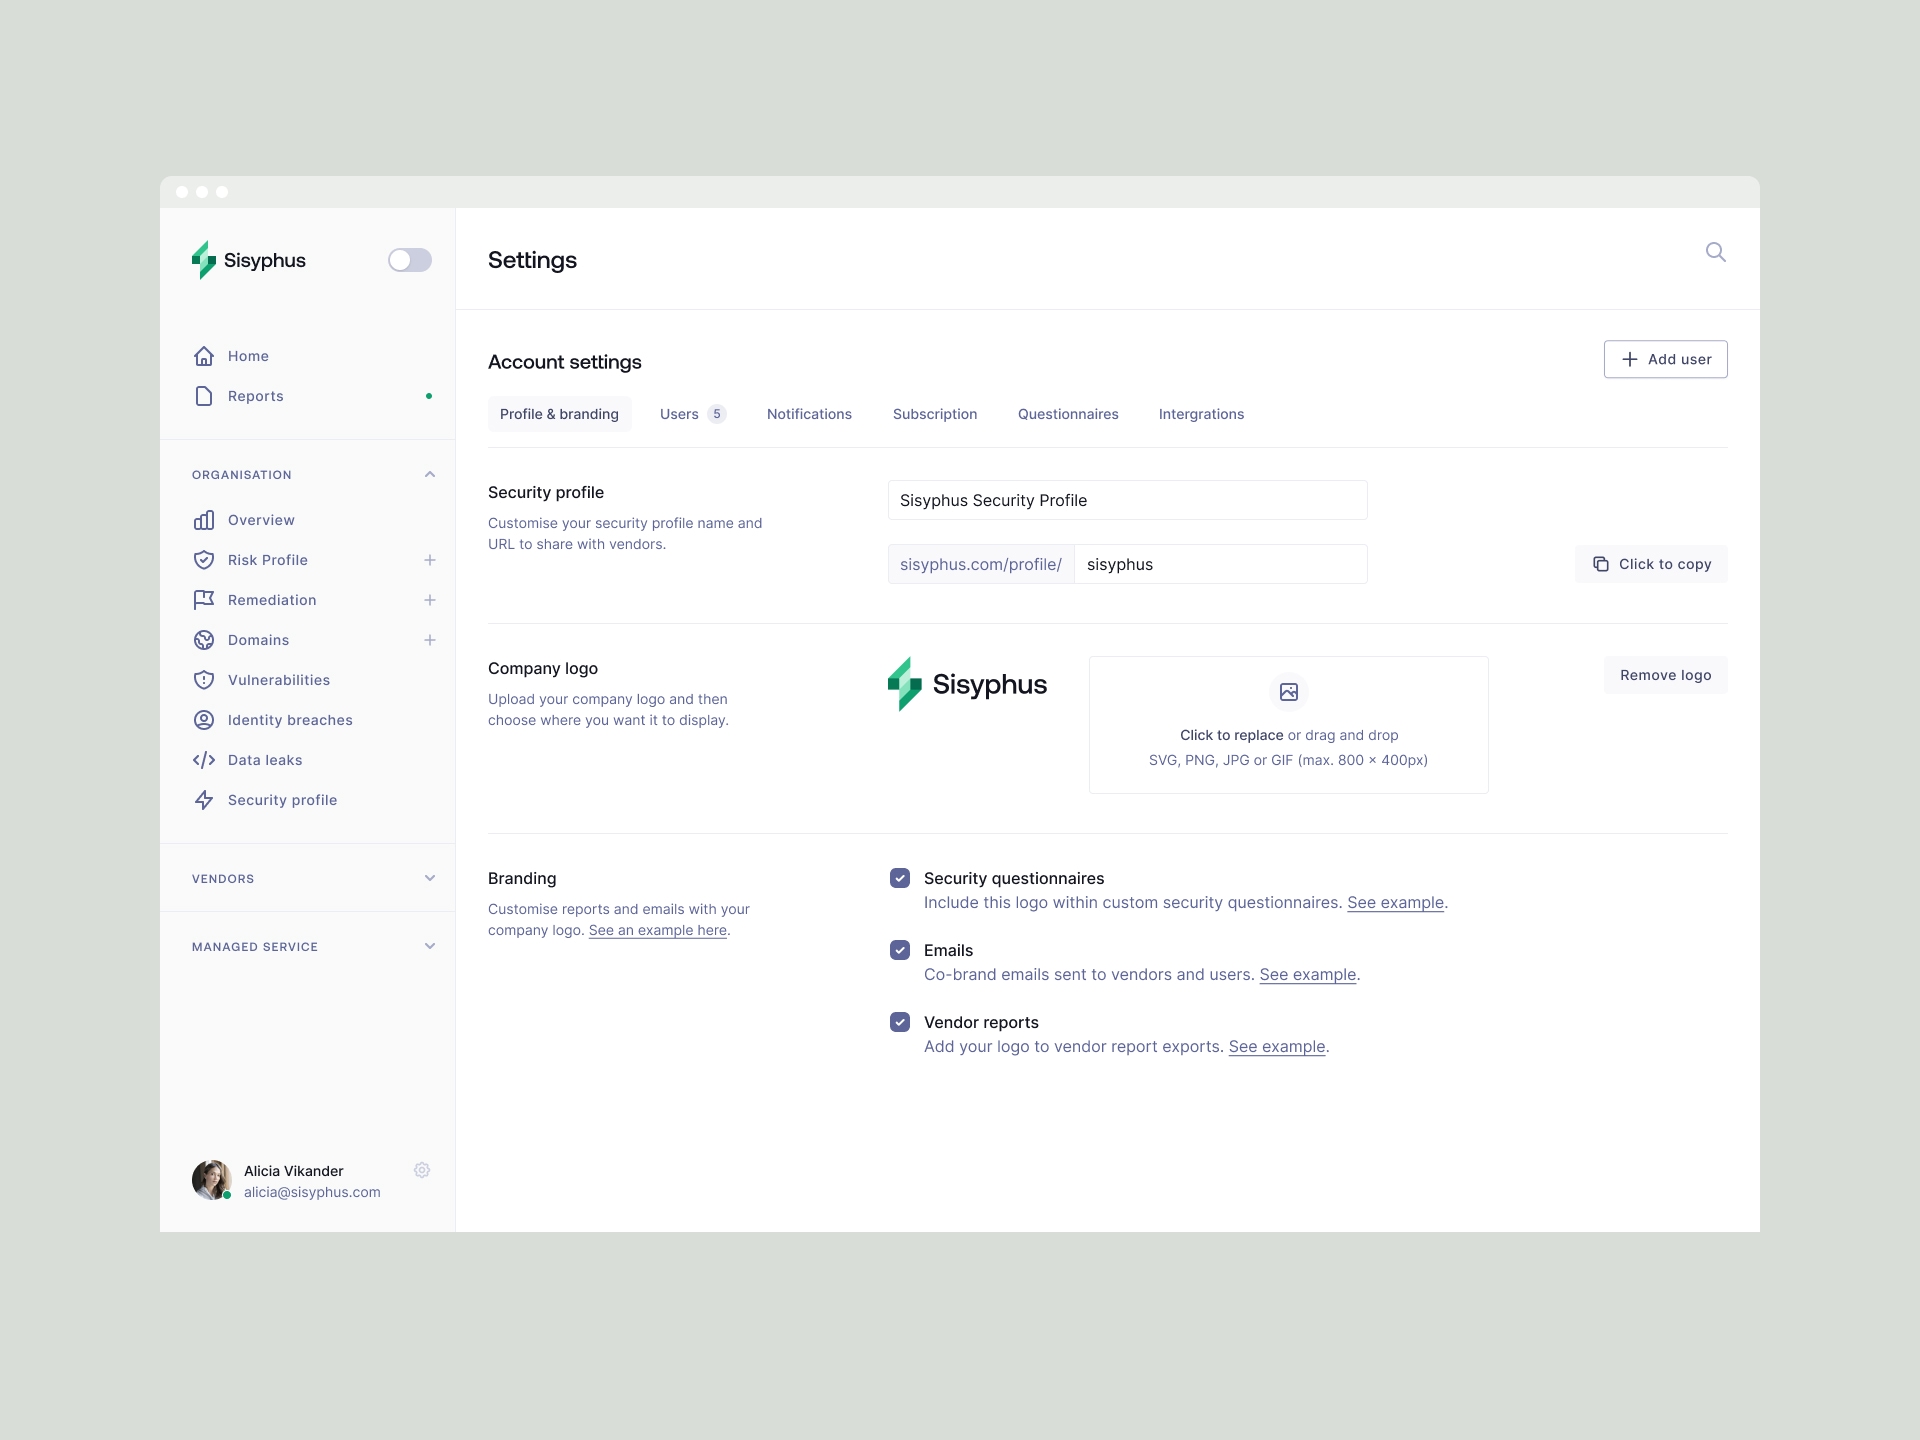 Sisyphus
Home
Reports
ORGANISATION
Overview
Risk Profile
Remediation
Domains
Vulnerabilities
Identity breaches
Data leaks
Security profile
VENDORS
MANAGED SERVICE
Alicia Vikander
alicia@sisyphus.com
Settings
Account settings
Add user
Profile & branding Users 5 Notifications Subscription Questionnaires Intergrations
Security profile
Customise your security profile name and
URL to share with vendors.
Sisyphus Security Profile
sisyphus.com/profile/ sisyphus
Click to copy
Company logo
Upload your company logo and then
choose where you want it to display.
Sisyphus
Click to replace or drag and drop
SVG, PNG, JPG or GIF (max. 800 × 400px)
Remove logo
Branding
Customise reports and emails with your
company logo. See an example here.
Security questionnaires
Include this logo within custom security questionnaires. See example.
Emails
Co-brand emails sent to vendors and users. See example.
Vendor reports
Add your logo to vendor report exports. See example.